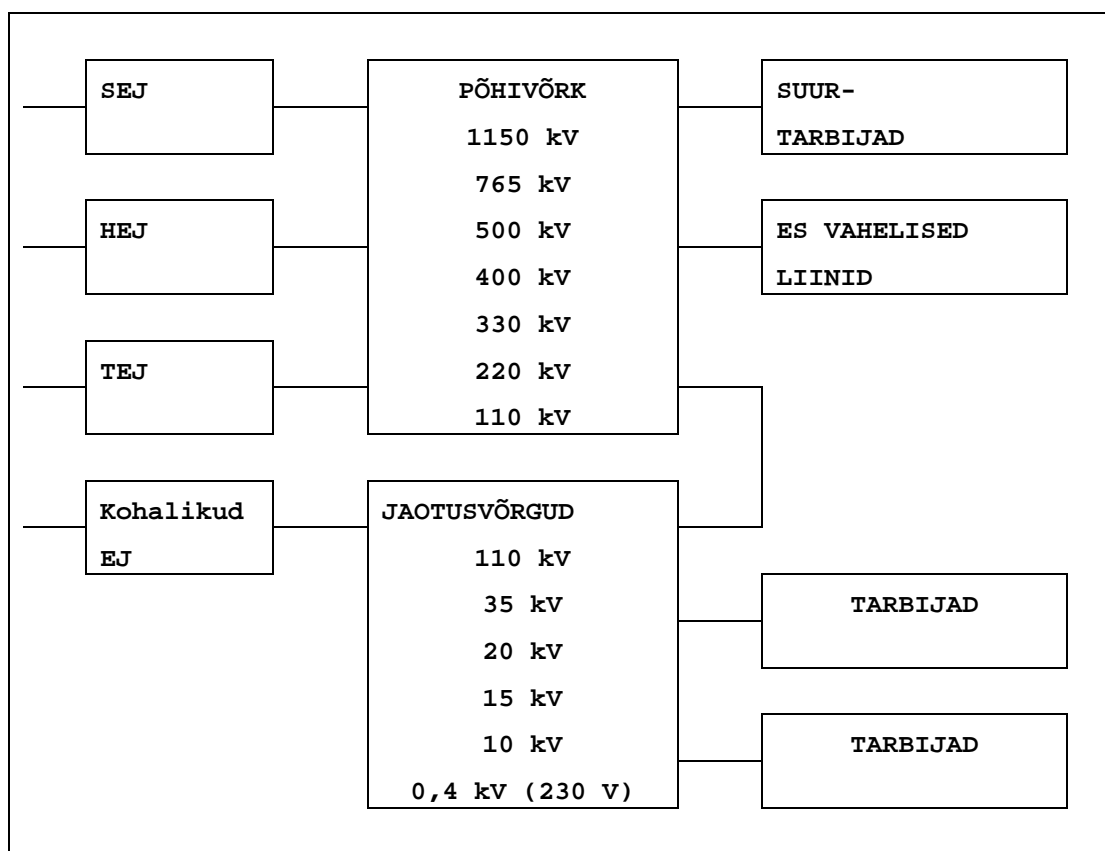 SEJ
HEJ
TEJ
Kohalikud
EJ
PÕHIVÕRK
1150 kV
765 kV
500 kV
400 kV
330 kV
220 kV
110 kV
JAOTUSVÕRGUD
110 kV
35 kV
20 kV
15 kV
10 kV
0,4 kV (230 V)
SUUR-
TARBIJAD
ES VAHELISED
LIINID
TARBIJAD
TARBIJAD